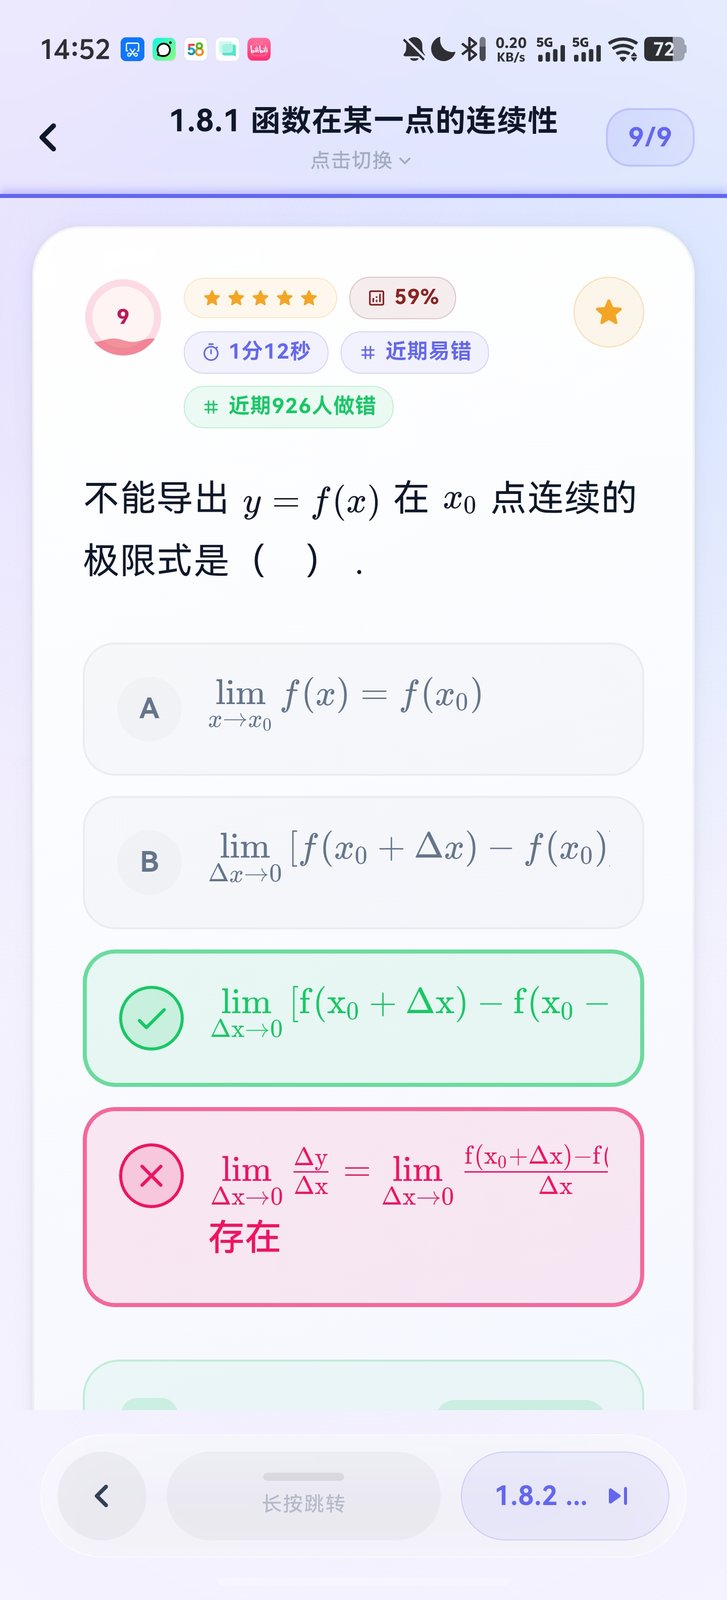 14:52
58
0.20 KB/s
5G
5G
72
1.8.1 函数在某一点的连续性
点击切换
9/9
9
59%
1分12秒
# 近期易错
# 近期926人做错
不能导出 y = f(x) 在 x₀ 点连续的
极限式是（ ）.
A
lim x→x₀ f(x) = f(x₀)
B
lim Δx→0 [f(x₀ + Δx) − f(x₀)
lim Δx→0 [f(x₀ + Δx) − f(x₀ −
lim Δx→0 Δy/Δx = lim Δx→0 f(x₀+Δx)−f(/Δx
存在
长按跳转
1.8.2 ...